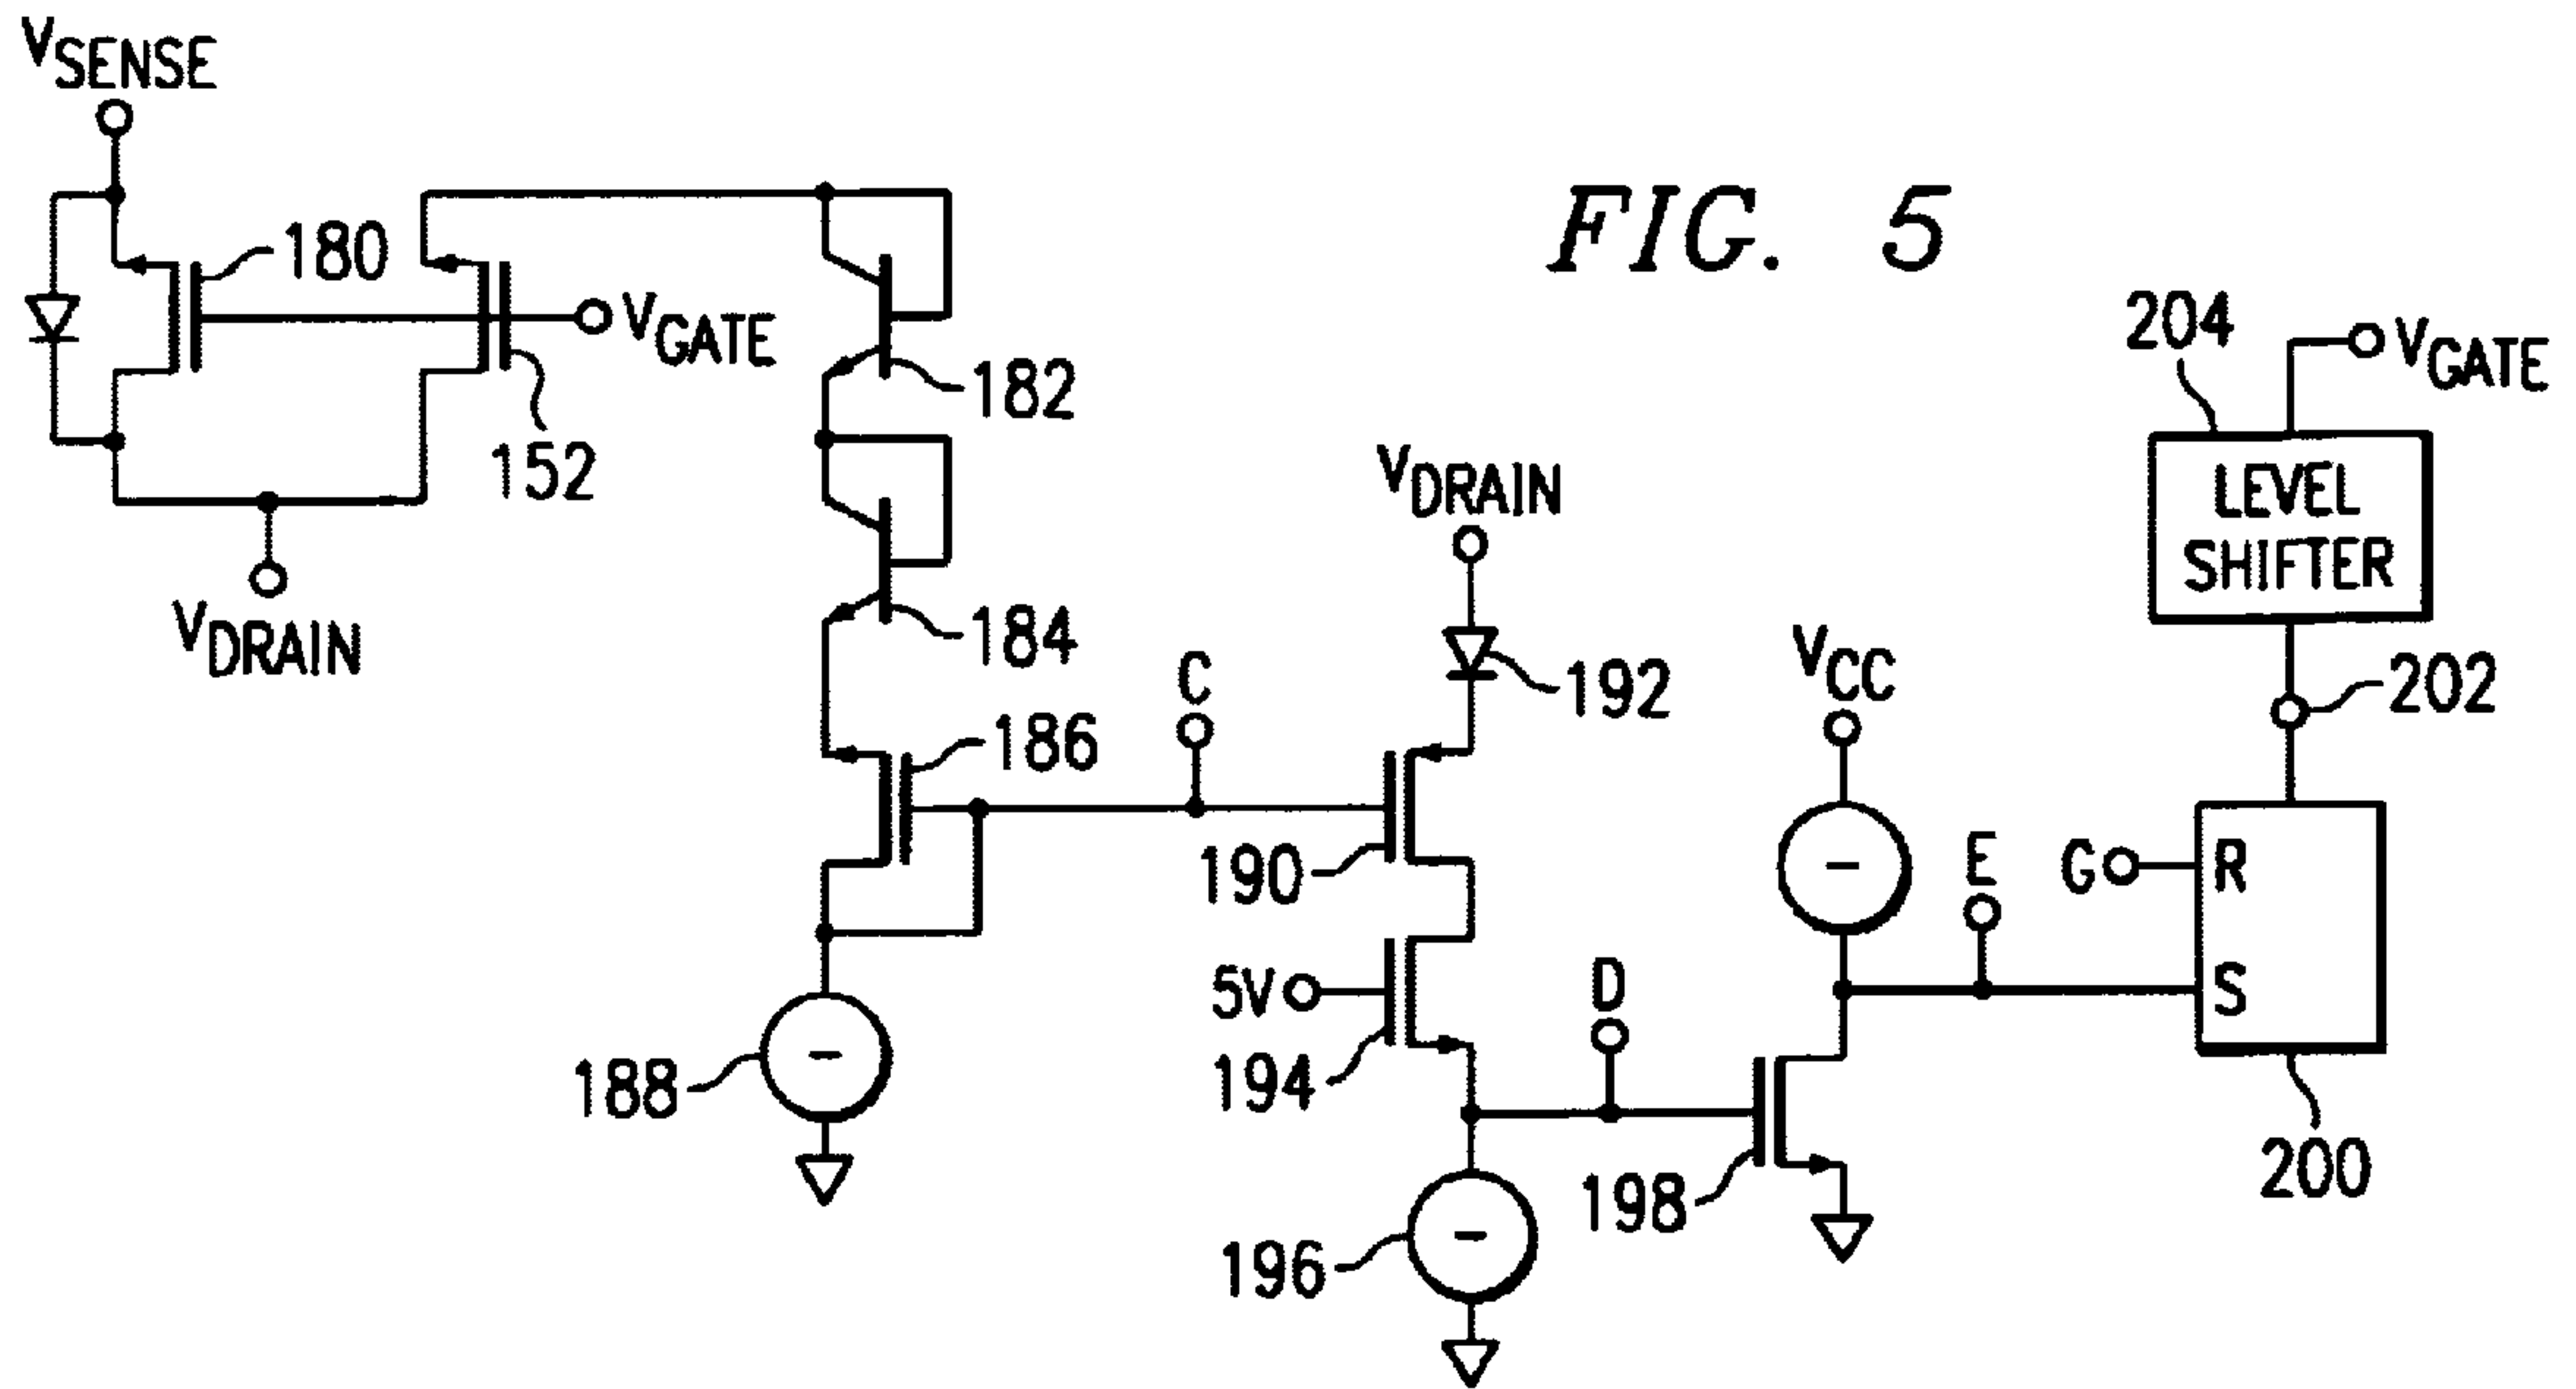 VSENSE
FIG. 5
180
VGATE
204
VGATE
182
152
VDRAIN
LEVEL
SHIFTER
VDRAIN
184
C
192
VCC
202
186
190
E
G
R
5V
D
S
188
194
198
200
196